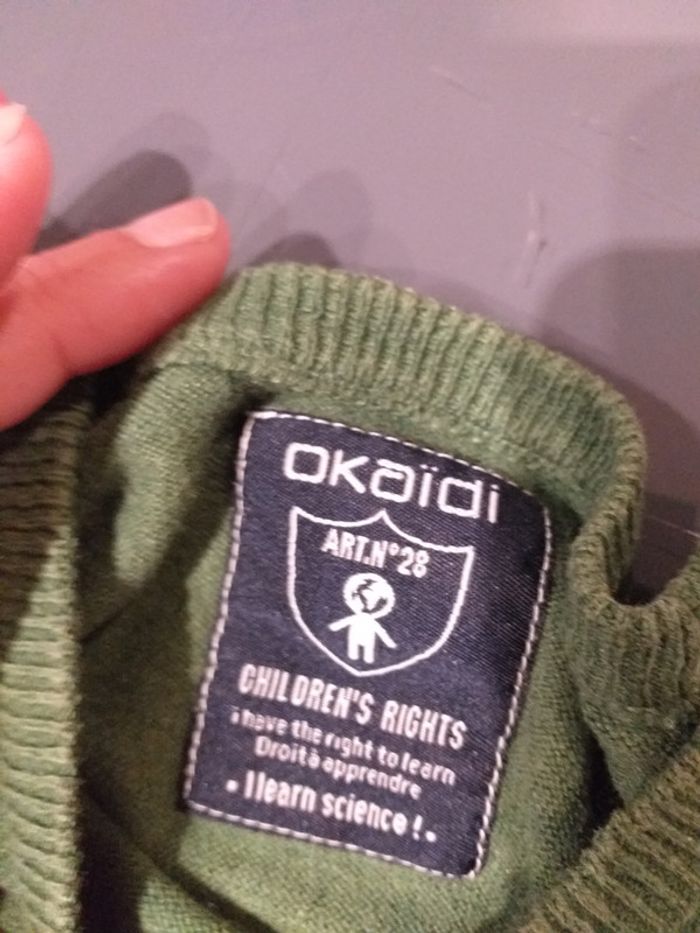 okaïdi
ART.N°28
CHILDREN'S RIGHTS
i have the right to learn
Droit à apprendre
• I learn science ! •